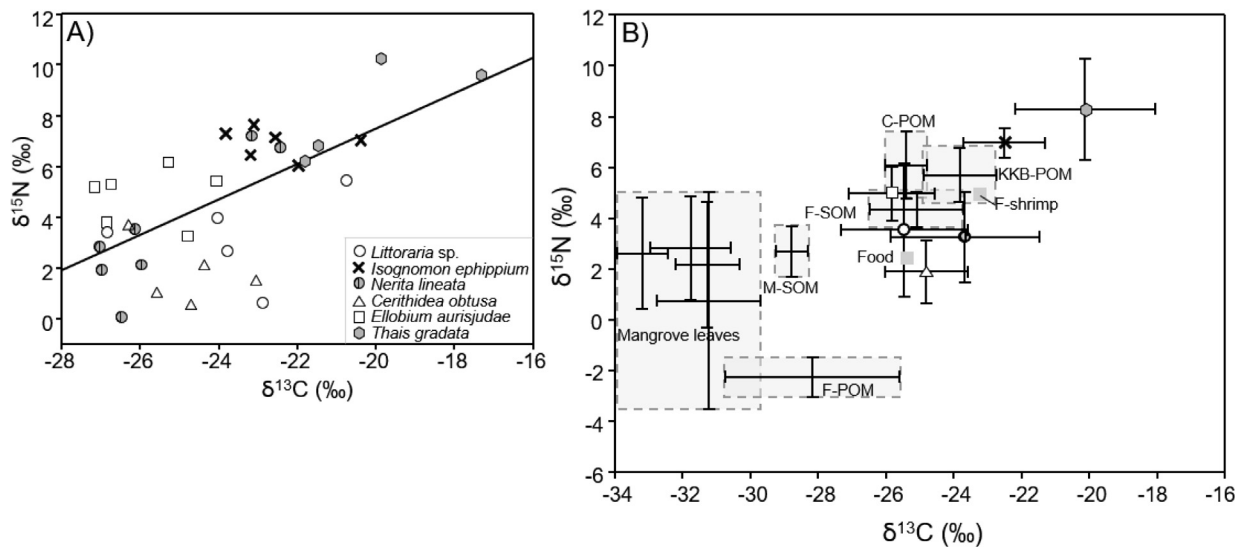 A)
12
10
8
6
4
2
0
δ¹⁵N (‰)
-28
-26
-24
-22
-20
-18
-16
δ¹³C (‰)
Littoraria sp.
Isognomon ephippium
Nerita lineata
Cerithidea obtusa
Ellobium aurisjudae
Thais gradata
B)
12
10
8
6
4
2
0
-2
-4
-6
δ¹⁵N (‰)
C-POM
KKB-POM
F-shrimp
F-SOM
Food
M-SOM
Mangrove leaves
F-POM
-34
-32
-30
-28
-26
-24
-22
-20
-18
-16
δ¹³C (‰)